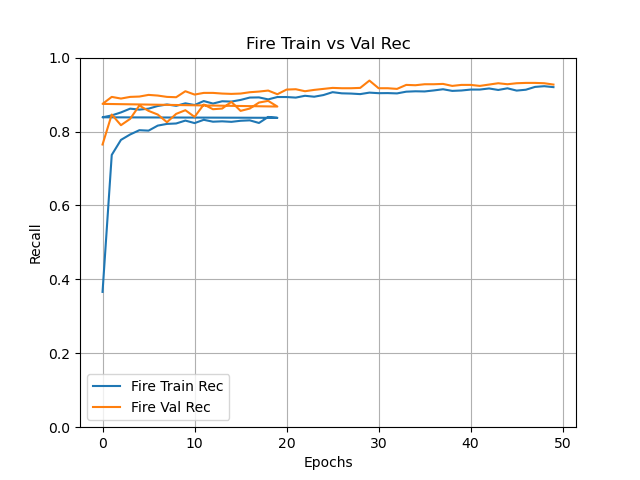 Fire Train vs Val Rec
1.0
0.8
0.6
0.4
0.2
0.0
Recall
Fire Train Rec
Fire Val Rec
0 10 20 30 40 50
Epochs